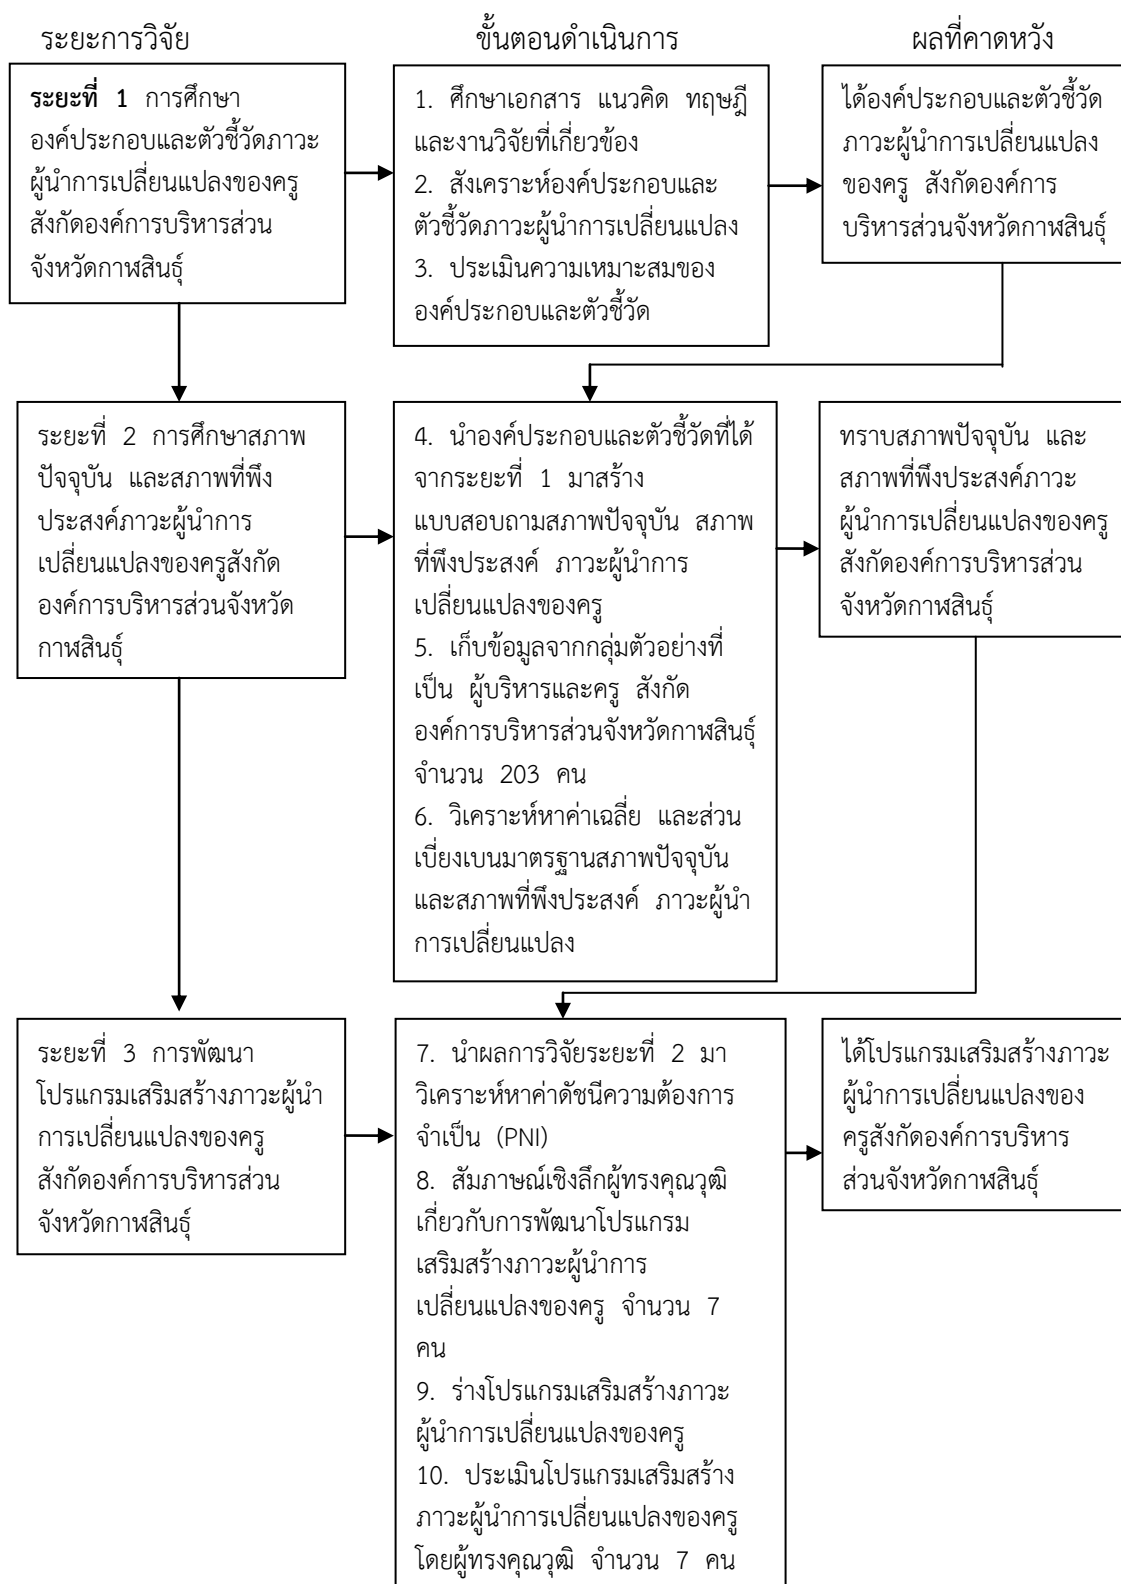 ระยะการวิจัย
ขั้นตอนดำเนินการ
ผลที่คาดหวัง
ระยะที่ 1 การศึกษา
องค์ประกอบและตัวชี้วัดภาวะ
ผู้นำการเปลี่ยนแปลงของครู
สังกัดองค์การบริหารส่วน
จังหวัดกาฬสินธุ์
1. ศึกษาเอกสาร แนวคิด ทฤษฎี
และงานวิจัยที่เกี่ยวข้อง
2. สังเคราะห์องค์ประกอบและ
ตัวชี้วัดภาวะผู้นำการเปลี่ยนแปลง
3. ประเมินความเหมาะสมของ
องค์ประกอบและตัวชี้วัด
ได้องค์ประกอบและตัวชี้วัด
ภาวะผู้นำการเปลี่ยนแปลง
ของครู สังกัดองค์การ
บริหารส่วนจังหวัดกาฬสินธุ์
ระยะที่ 2 การศึกษาสภาพ
ปัจจุบัน และสภาพที่พึง
ประสงค์ภาวะผู้นำการ
เปลี่ยนแปลงของครูสังกัด
องค์การบริหารส่วนจังหวัด
กาฬสินธุ์
4. นำองค์ประกอบและตัวชี้วัดที่ได้
จากระยะที่ 1 มาสร้าง
แบบสอบถามสภาพปัจจุบัน สภาพ
ที่พึงประสงค์ ภาวะผู้นำการ
เปลี่ยนแปลงของครู
5. เก็บข้อมูลจากกลุ่มตัวอย่างที่
เป็น ผู้บริหารและครู สังกัด
องค์การบริหารส่วนจังหวัดกาฬสินธุ์
จำนวน 203 คน
6. วิเคราะห์หาค่าเฉลี่ย และส่วน
เบี่ยงเบนมาตรฐานสภาพปัจจุบัน
และสภาพที่พึงประสงค์ ภาวะผู้นำ
การเปลี่ยนแปลง
ทราบสภาพปัจจุบัน และ
สภาพที่พึงประสงค์ภาวะ
ผู้นำการเปลี่ยนแปลงของครู
สังกัดองค์การบริหารส่วน
จังหวัดกาฬสินธุ์
ระยะที่ 3 การพัฒนา
โปรแกรมเสริมสร้างภาวะผู้นำ
การเปลี่ยนแปลงของครู
สังกัดองค์การบริหารส่วน
จังหวัดกาฬสินธุ์
7. นำผลการวิจัยระยะที่ 2 มา
วิเคราะห์หาค่าดัชนีความต้องการ
จำเป็น (PNI)
8. สัมภาษณ์เชิงลึกผู้ทรงคุณวุฒิ
เกี่ยวกับการพัฒนาโปรแกรม
เสริมสร้างภาวะผู้นำการ
เปลี่ยนแปลงของครู จำนวน 7
คน
9. ร่างโปรแกรมเสริมสร้างภาวะ
ผู้นำการเปลี่ยนแปลงของครู
10. ประเมินโปรแกรมเสริมสร้าง
ภาวะผู้นำการเปลี่ยนแปลงของครู
โดยผู้ทรงคุณวุฒิ จำนวน 7 คน
ได้โปรแกรมเสริมสร้างภาวะ
ผู้นำการเปลี่ยนแปลงของ
ครูสังกัดองค์การบริหาร
ส่วนจังหวัดกาฬสินธุ์